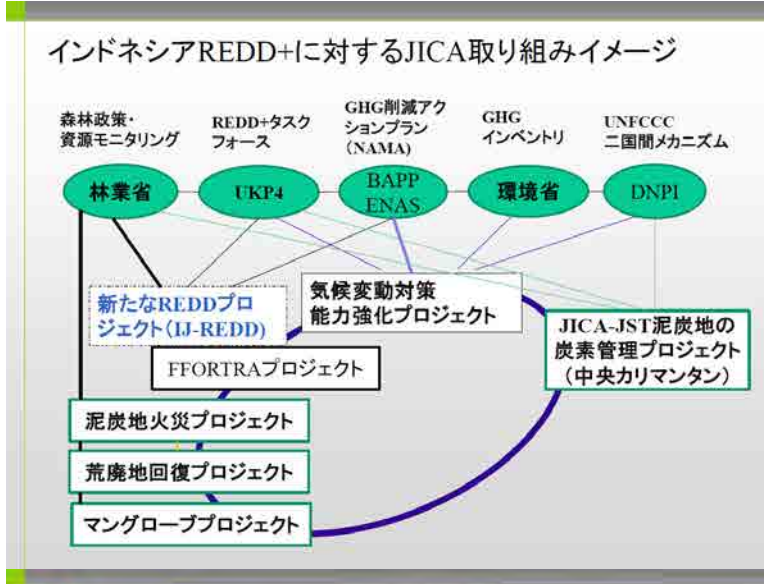 インドネシアREDD+に対するJICA取り組みイメージ
森林政策・
資源モニタリング
REDD+タスク
フォース
GHG削減アク
ションプラン
（NAMA）
GHG
インベントリ
UNFCCC
二国間メカニズム
林業省
UKP4
BAPP
ENAS
環境省
DNPI
新たなREDDプロ
ジェクト（IJ-REDD)
気候変動対策
能力強化プロジェクト
JICA-JST泥炭地の
炭素管理プロジェクト
（中央カリマンタン）
FFORTRAプロジェクト
泥炭地火災プロジェクト
荒廃地回復プロジェクト
マングローブプロジェクト